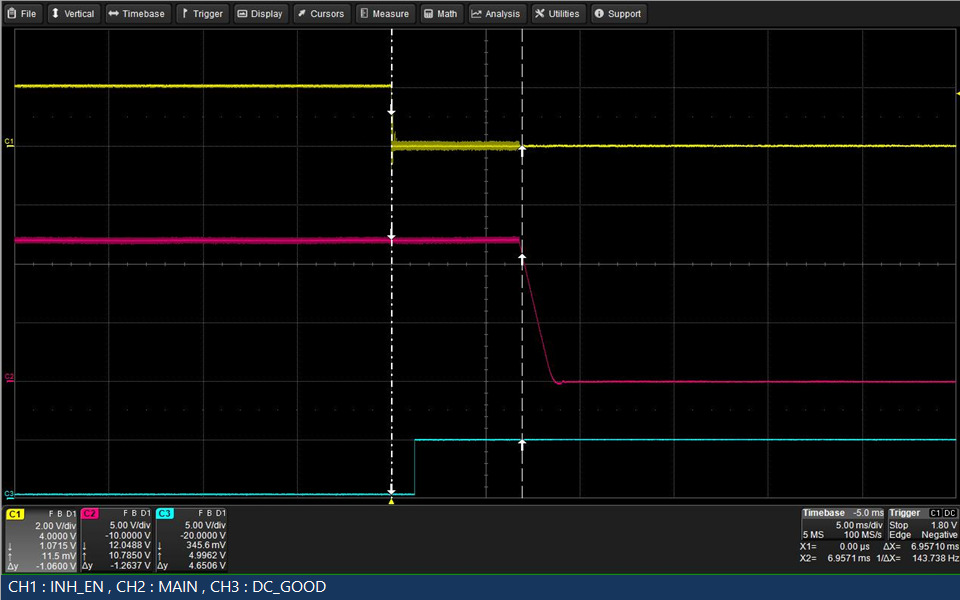 File Vertical Timebase Trigger Display Cursors Measure Math Analysis Utilities Support
C1
C2
C3
C1 F B D1
2.00 V/div
4.0000 V
↓ 1.0715 V
↑ 11.5 mV
Δy -1.0600 V
C2 F B D1
5.00 V/div
-10.0000 V
↓ 12.0488 V
↑ 10.7850 V
Δy -1.2637 V
C3 F B D1
5.00 V/div
-20.0000 V
↓ 345.6 mV
↑ 4.9962 V
Δy 4.6506 V
Timebase -5.0 ms
5.00 ms/div
5 MS 100 MS/s
Trigger C1 DC
Stop 1.80 V
Edge Negative
X1= 0.00 µs ΔX= 6.95710 ms
X2= 6.9571 ms 1/ΔX= 143.738 Hz
CH1 : INH_EN , CH2 : MAIN , CH3 : DC_GOOD